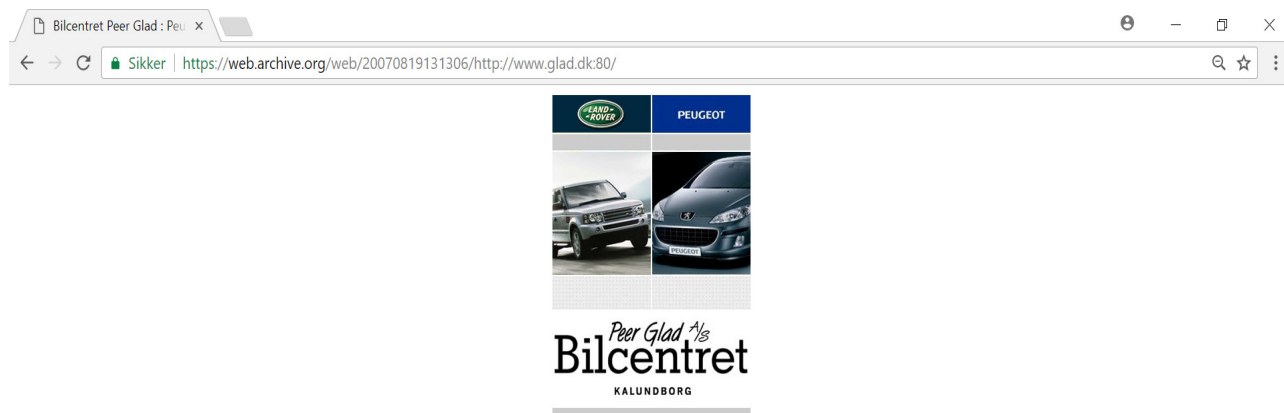 Bilcentret Peer Glad : Peu
Sikker https://web.archive.org/web/20070819131306/http://www.glad.dk:80/
LAND-
-ROVER
PEUGEOT
PEUGEOT
Peer Glad A/S
Bilcentret
KALUNDBORG